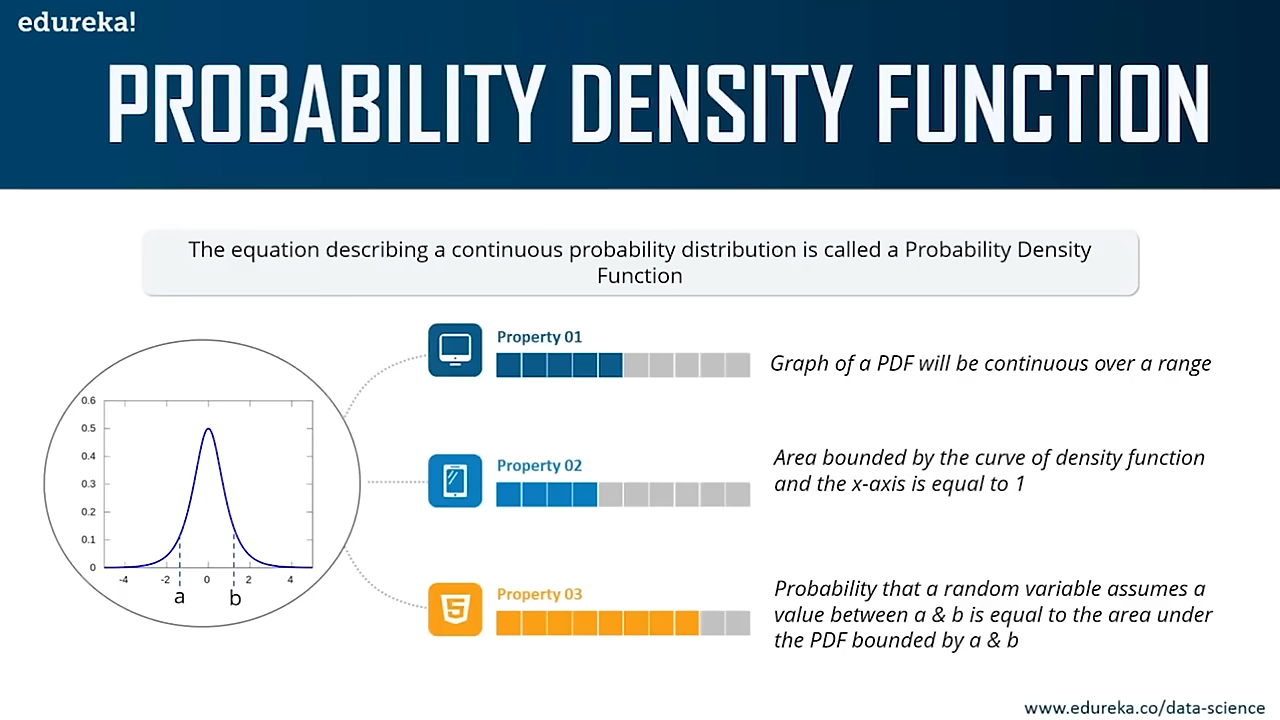 edureka!
PROBABILITY DENSITY FUNCTION
The equation describing a continuous probability distribution is called a Probability Density
Function
Property 01
Graph of a PDF will be continuous over a range
Property 02
Area bounded by the curve of density function
and the x-axis is equal to 1
Property 03
Probability that a random variable assumes a
value between a & b is equal to the area under
the PDF bounded by a & b
0.6
0.5
0.4
0.3
0.2
0.1
0
-4 -2 0 2 4
a b
5
www.edureka.co/data-science